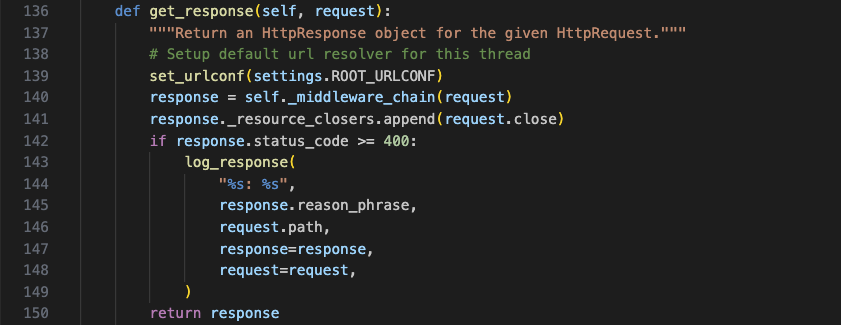 136 def get_response(self, request):
137 """Return an HttpResponse object for the given HttpRequest."""
138 # Setup default url resolver for this thread
139 set_urlconf(settings.ROOT_URLCONF)
140 response = self._middleware_chain(request)
141 response._resource_closers.append(request.close)
142 if response.status_code >= 400:
143 log_response(
144 "%s: %s",
145 response.reason_phrase,
146 request.path,
147 response=response,
148 request=request,
149 )
150 return response